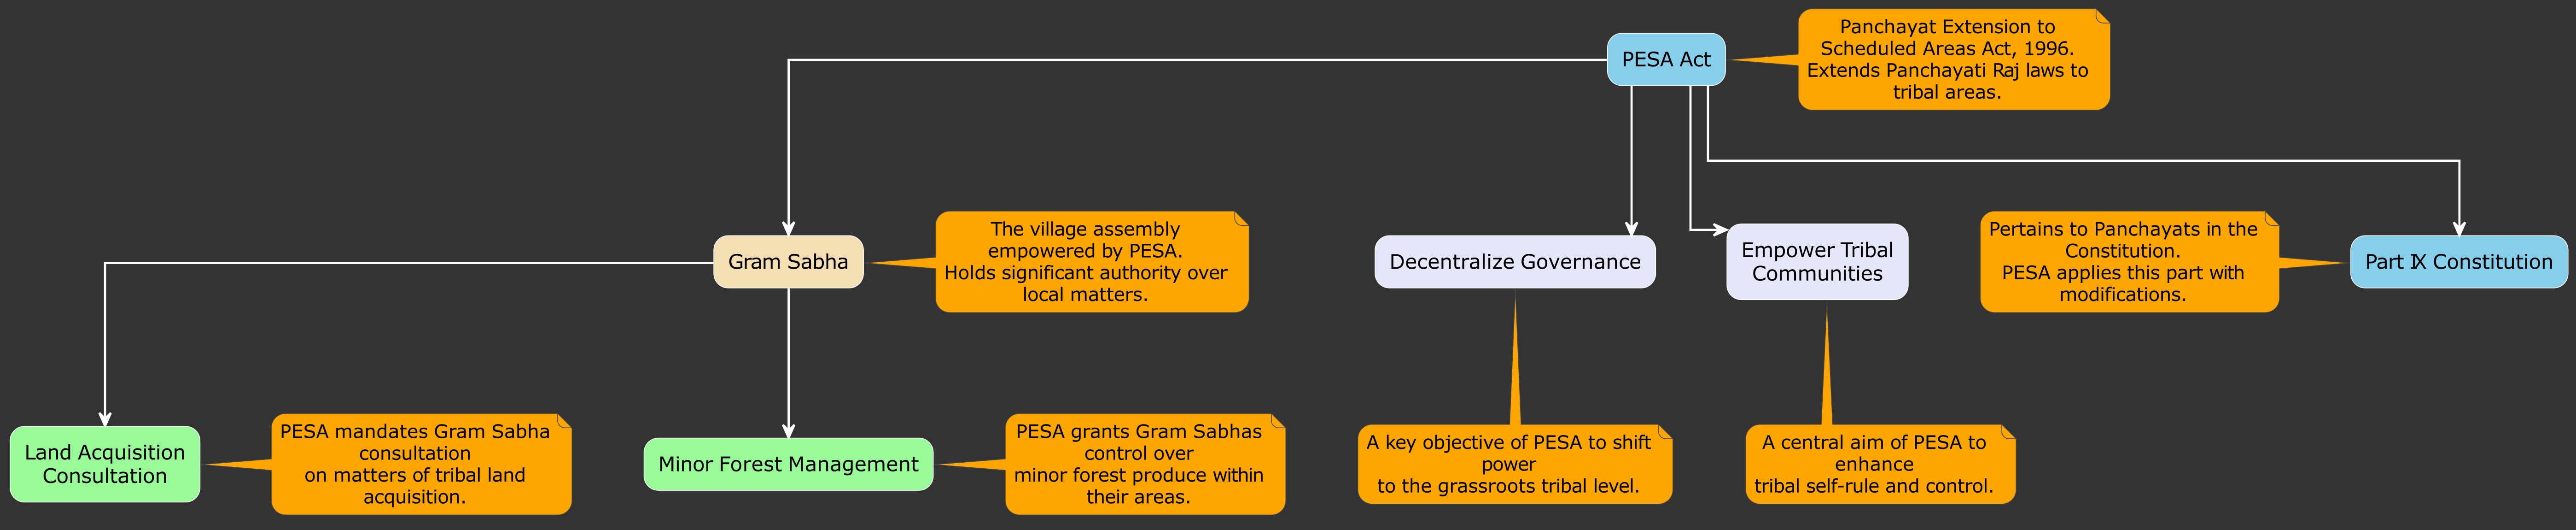 PESA Act
Panchayat Extension to
Scheduled Areas Act, 1996.
Extends Panchayati Raj laws to
tribal areas.
Gram Sabha
The village assembly
empowered by PESA.
Holds significant authority over
local matters.
Decentralize Governance
Empower Tribal
Communities
Pertains to Panchayats in the
Constitution.
PESA applies this part with
modifications.
Part IX Constitution
Land Acquisition
Consultation
PESA mandates Gram Sabha
consultation
on matters of tribal land
acquisition.
Minor Forest Management
PESA grants Gram Sabhas
control over
minor forest produce within
their areas.
A key objective of PESA to shift
power
to the grassroots tribal level.
A central aim of PESA to
enhance
tribal self-rule and control.